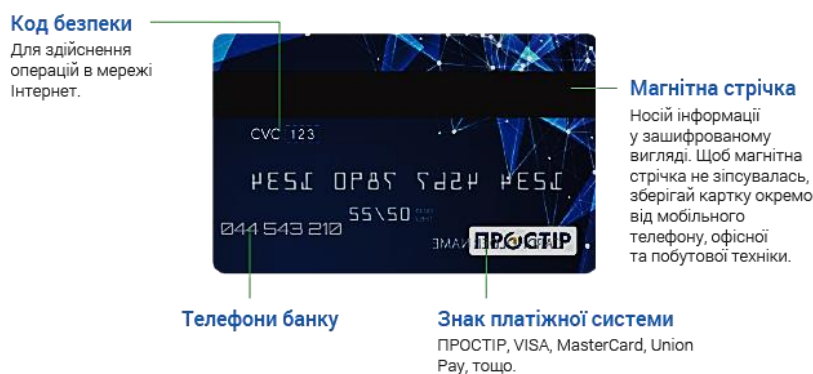 Код безпеки
Для здійснення
операцій в мережі
Інтернет.
Магнітна стрічка
Носій інформації
у зашифрованому
вигляді. Щоб магнітна
стрічка не зіпсувалась,
зберігай картку окремо
від мобільного
телефону, офісної
та побутової техніки.
CVC 123
044 543 210
ПРОСТІР
Телефони банку
Знак платіжної системи
ПРОСТІР, VISA, MasterCard, Union
Pay, тощо.